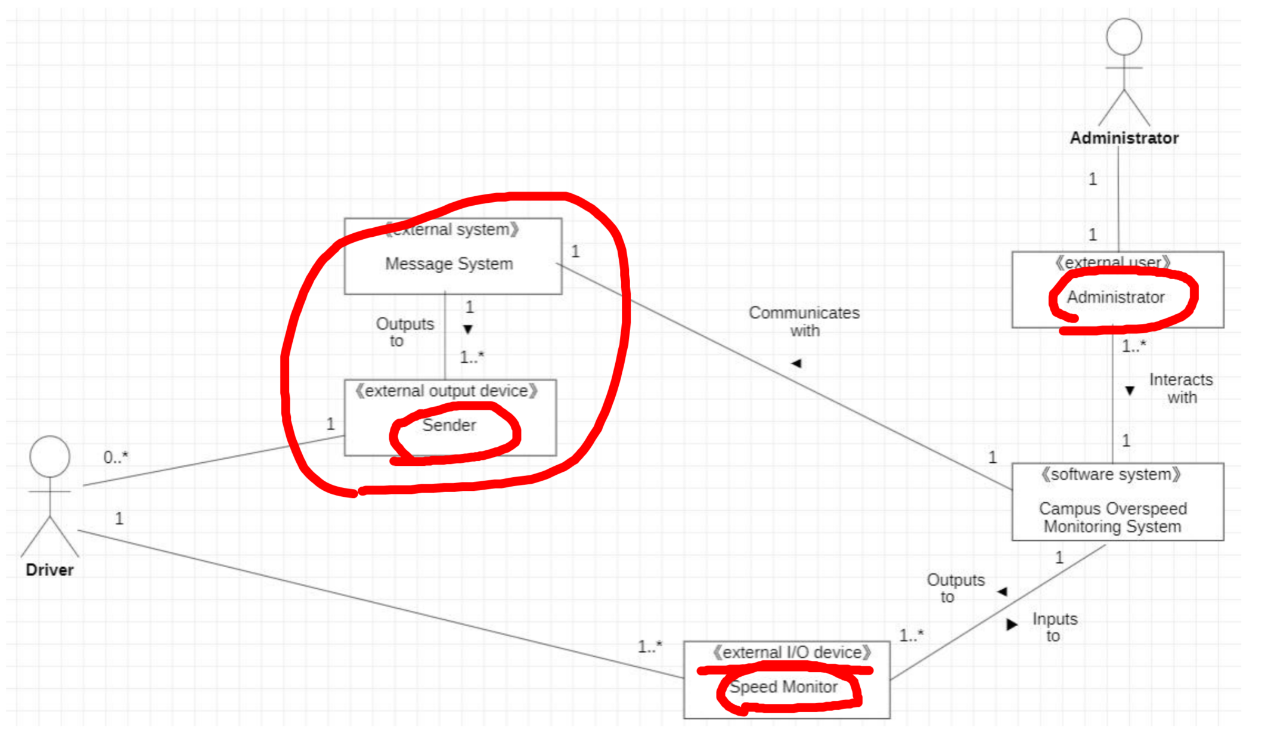 Administrator
1
1
《external user》
Administrator
1..*
Interacts
with
1
《software system》
Campus Overspeed
Monitoring System
1
《external system》
Message System
1
Communicates
with
1
1
Outputs
to
1..*
《external output device》
Sender
1
0..*
1
Driver
Outputs
to
Inputs
to
1..*
1..*
《external I/O device》
Speed Monitor